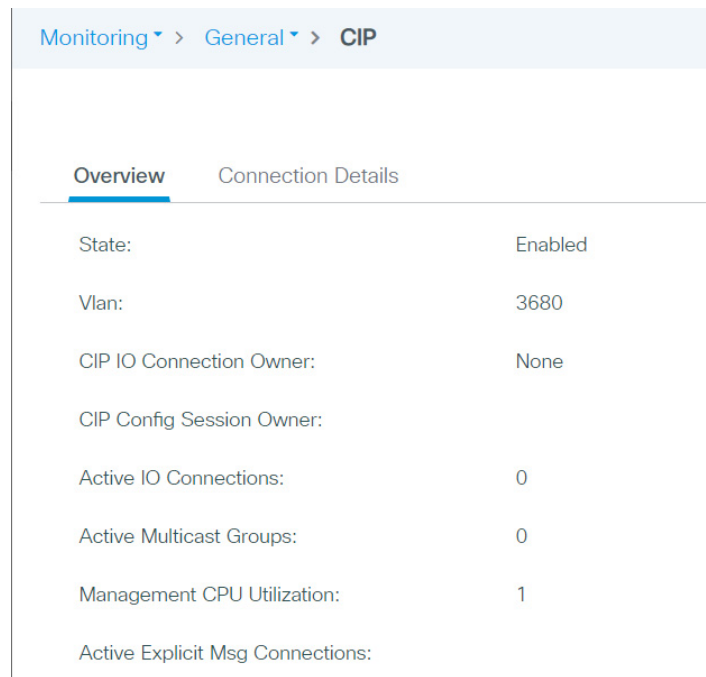 Monitoring > General > CIP
Overview Connection Details
State: Enabled
Vlan: 3680
CIP IO Connection Owner: None
CIP Config Session Owner:
Active IO Connections: 0
Active Multicast Groups: 0
Management CPU Utilization: 1
Active Explicit Msg Connections: